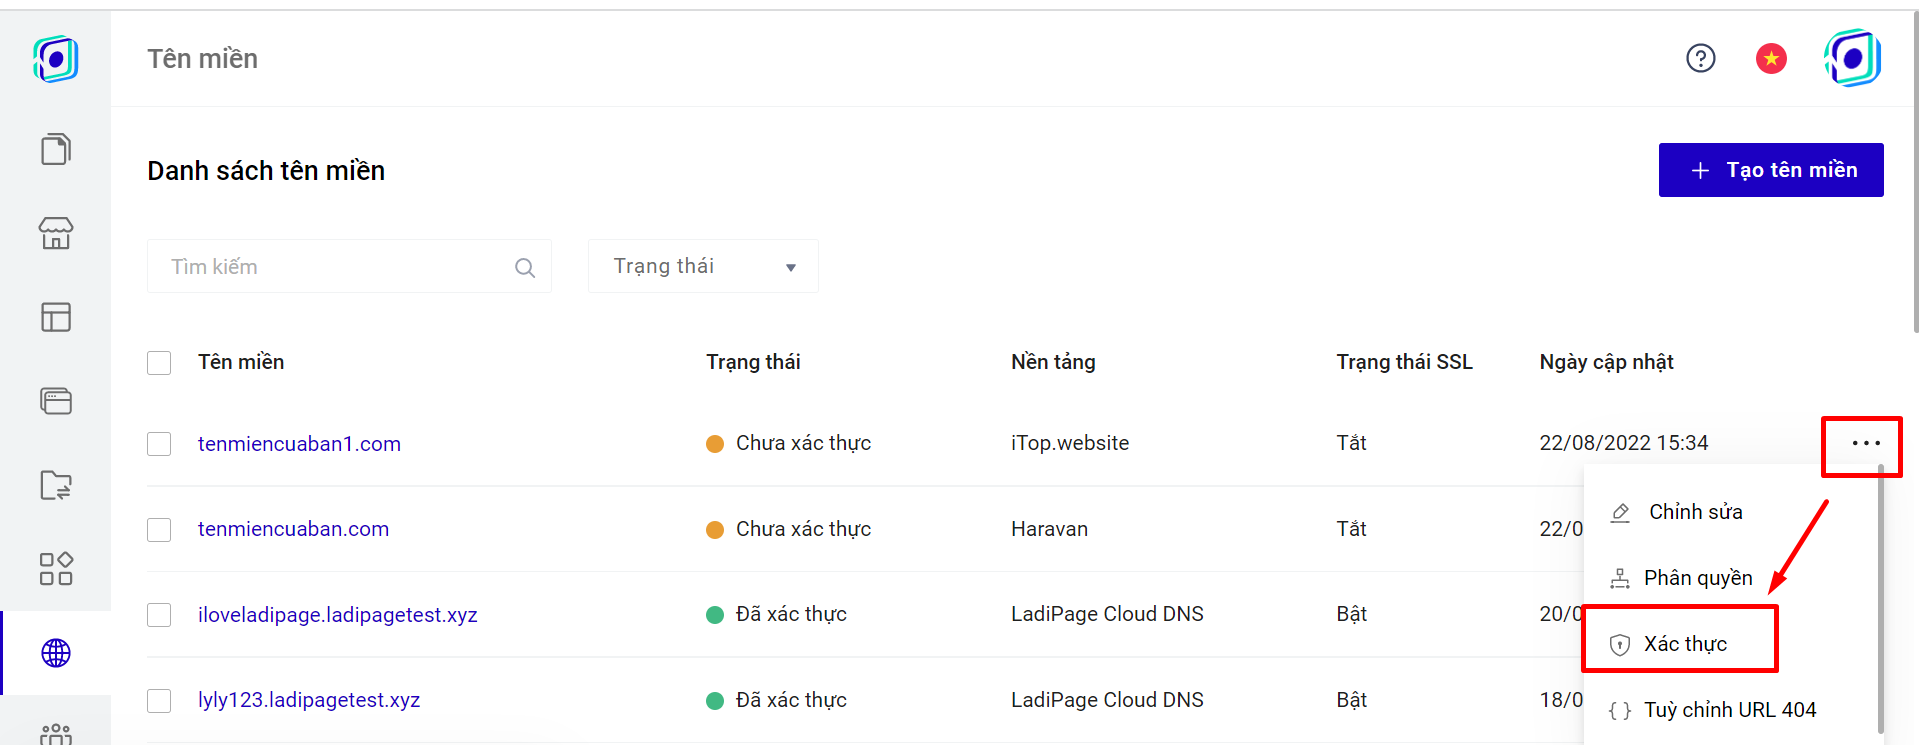 Tên miền
Danh sách tên miền
Tạo tên miền
Tìm kiếm
Trạng thái
Tên miền Trạng thái Nền tảng Trạng thái SSL Ngày cập nhật
tenmiencuaban1.com Chưa xác thực iTop.website Tắt 22/08/2022 15:34
Chỉnh sửa
tenmiencuaban.com Chưa xác thực Haravan Tắt 22/0
Phân quyền
iloveladipage.ladipagetest.xyz Đã xác thực LadiPage Cloud DNS Bật 20/0
Xác thực
lyly123.ladipagetest.xyz Đã xác thực LadiPage Cloud DNS Bật 18/0
Tuỳ chỉnh URL 404